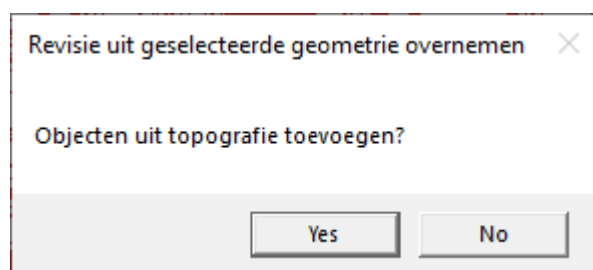 Revisie uit geselecteerde geometrie overnemen
Objecten uit topografie toevoegen?
Yes
No